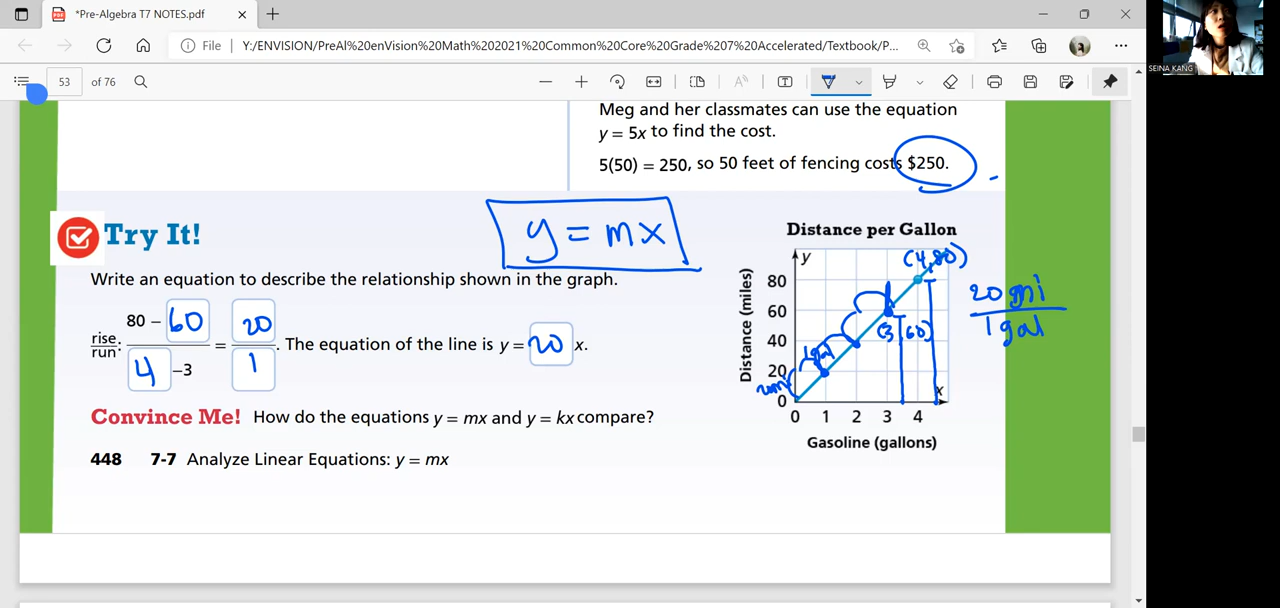 *Pre-Algebra T7 NOTES.pdf
File Y:/ENVISION/PreAl%20enVision%20Math%202021%20Common%20Core%20Grade%207%20Accelerated/Textbook/P...
53 of 76
SEINA KANG
Meg and her classmates can use the equation
y = 5x to find the cost.
5(50) = 250, so 50 feet of fencing costs $250.
Try It!
y = mx
Write an equation to describe the relationship shown in the graph.
rise/run: 80 – 60 / 4 –3 = 20 / 1 . The equation of the line is y = 20 x.
Convince Me! How do the equations y = mx and y = kx compare?
448 7-7 Analyze Linear Equations: y = mx
Distance per Gallon
y
(4,80)
80
60
40
20
0
(3,60)
1gal
20mi
x
0 1 2 3 4
Distance (miles)
Gasoline (gallons)
20 mi
1 gal